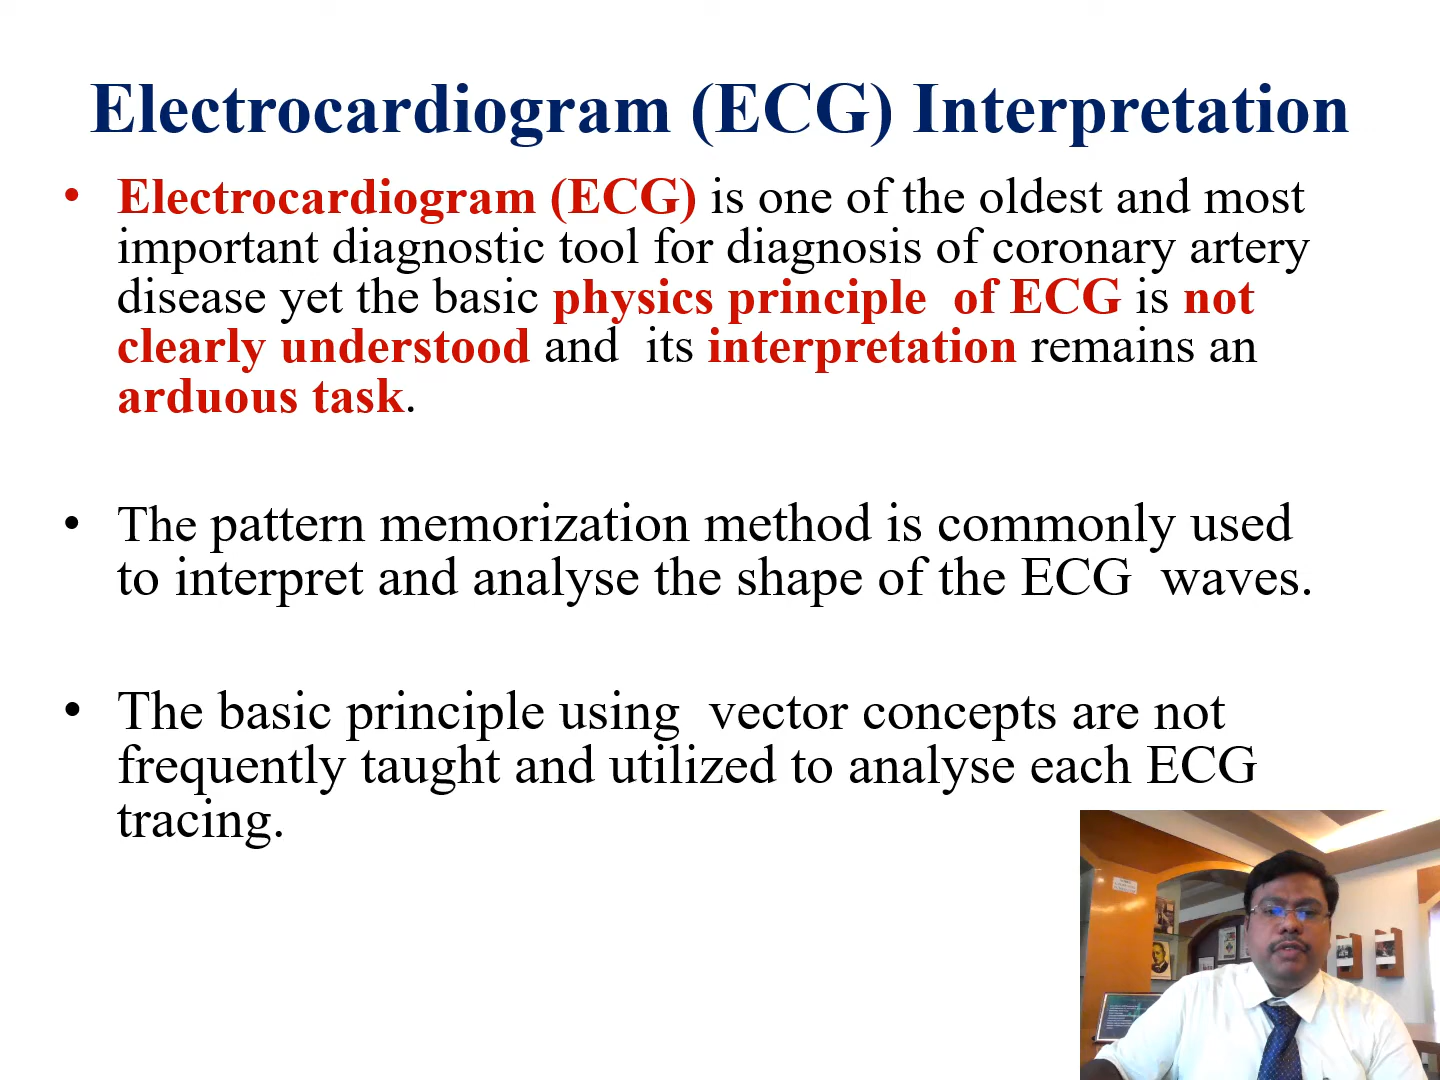 Electrocardiogram (ECG) Interpretation
• Electrocardiogram (ECG) is one of the oldest and most
important diagnostic tool for diagnosis of coronary artery
disease yet the basic physics principle of ECG is not
clearly understood and its interpretation remains an
arduous task.
• The pattern memorization method is commonly used
to interpret and analyse the shape of the ECG waves.
• The basic principle using vector concepts are not
frequently taught and utilized to analyse each ECG
tracing.